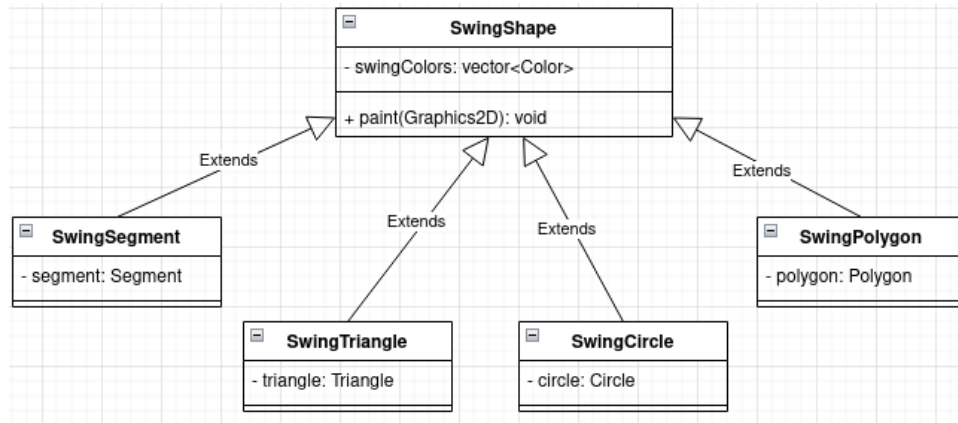 SwingShape
- swingColors: vector<Color>
+ paint(Graphics2D): void
Extends
Extends
Extends
Extends
SwingSegment
- segment: Segment
SwingPolygon
- polygon: Polygon
SwingTriangle
- triangle: Triangle
SwingCircle
- circle: Circle